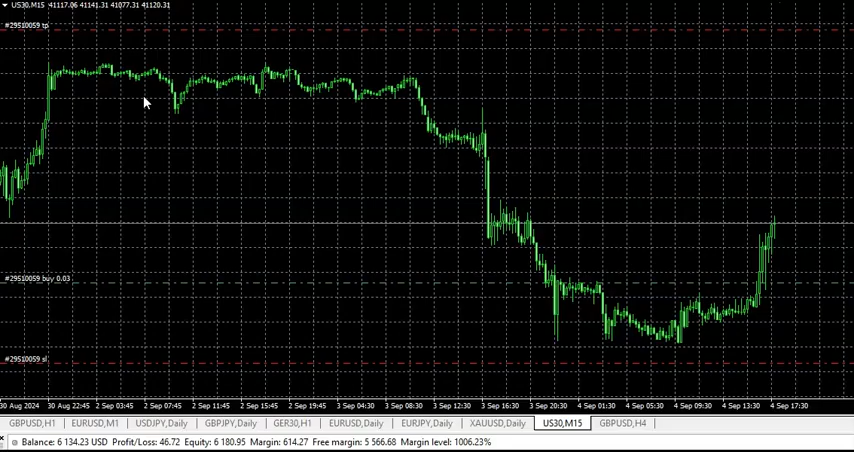 US30,M15 41117.06 41141.31 41077.31 41120.31
#29510059 tp
#29510059 buy 0.03
#29510059 sl
30 Aug 2024 30 Aug 22:45 2 Sep 03:45 2 Sep 07:45 2 Sep 11:45 2 Sep 15:45 2 Sep 19:45 3 Sep 04:30 3 Sep 08:30 3 Sep 12:30 3 Sep 16:30 3 Sep 20:30 4 Sep 01:30 4 Sep 05:30 4 Sep 09:30 4 Sep 13:30 4 Sep 17:30
GBPUSD,H1 EURUSD,M1 USDJPY,Daily GBPJPY,Daily GER30,H1 EURUSD,Daily EURJPY,Daily XAUUSD,Daily US30,M15 GBPUSD,H4
Balance: 6 134.23 USD Profit/Loss: 46.72 Equity: 6 180.95 Margin: 614.27 Free margin: 5 566.68 Margin level: 1006.23%